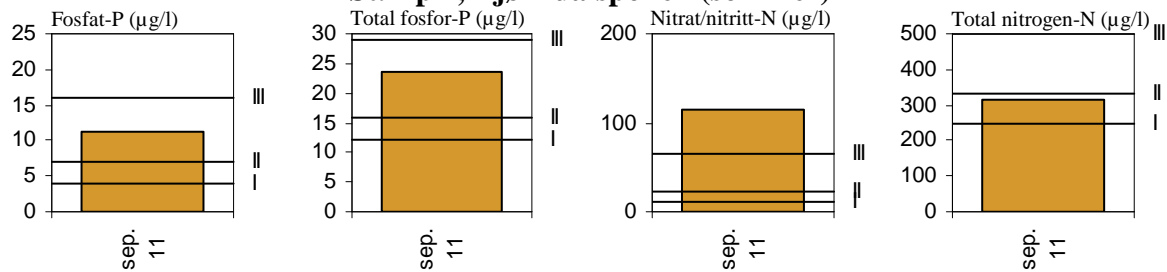 Fosfat-P (µg/l)
25
20
15
10
5
0
III
II
I
sep.
11
Total fosfor-P (µg/l)
30
25
20
15
10
5
0
III
II
I
sep.
11
Nitrat/nitritt-N (µg/l)
200
100
0
III
II
I
sep.
11
Total nitrogen-N (µg/l)
500
400
300
200
100
0
III
II
I
sep.
11